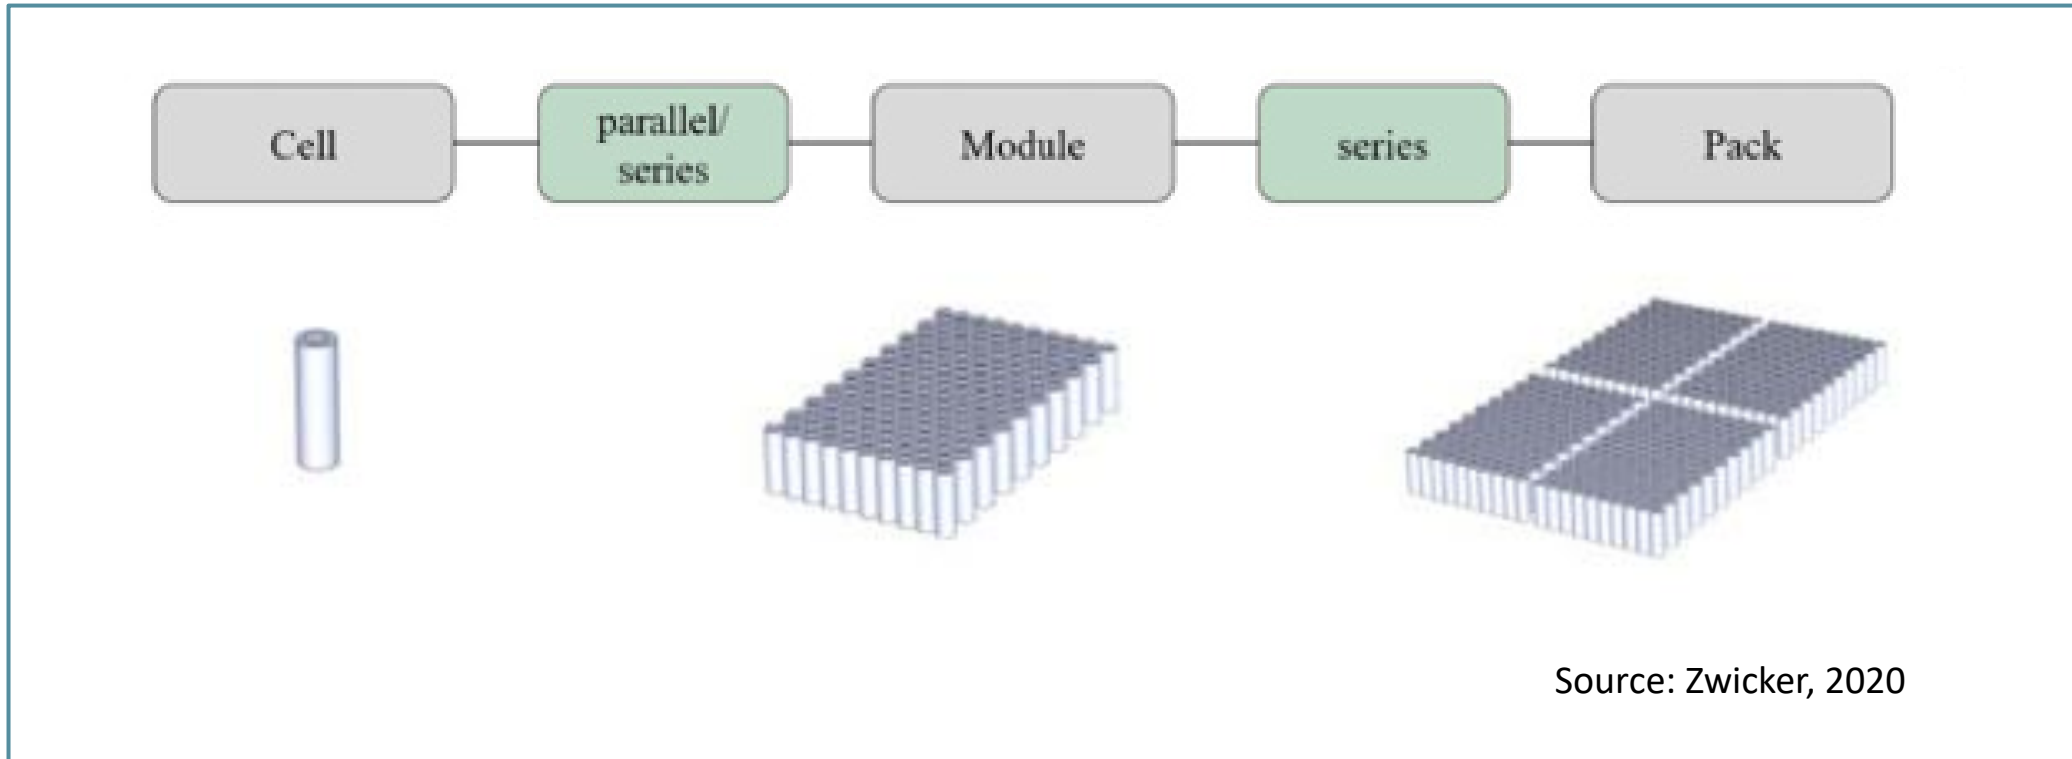 Cell
parallel/
series
Module
series
Pack
Source: Zwicker, 2020